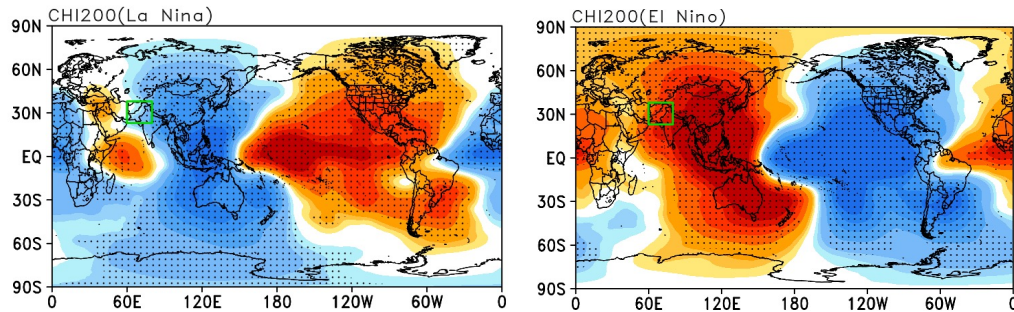 CHI200(La Nina)
90N
60N
30N
EQ
30S
60S
90S
0 60E 120E 180 120W 60W 0
CHI200(El Nino)
90N
60N
30N
EQ
30S
60S
90S
0 60E 120E 180 120W 60W 0